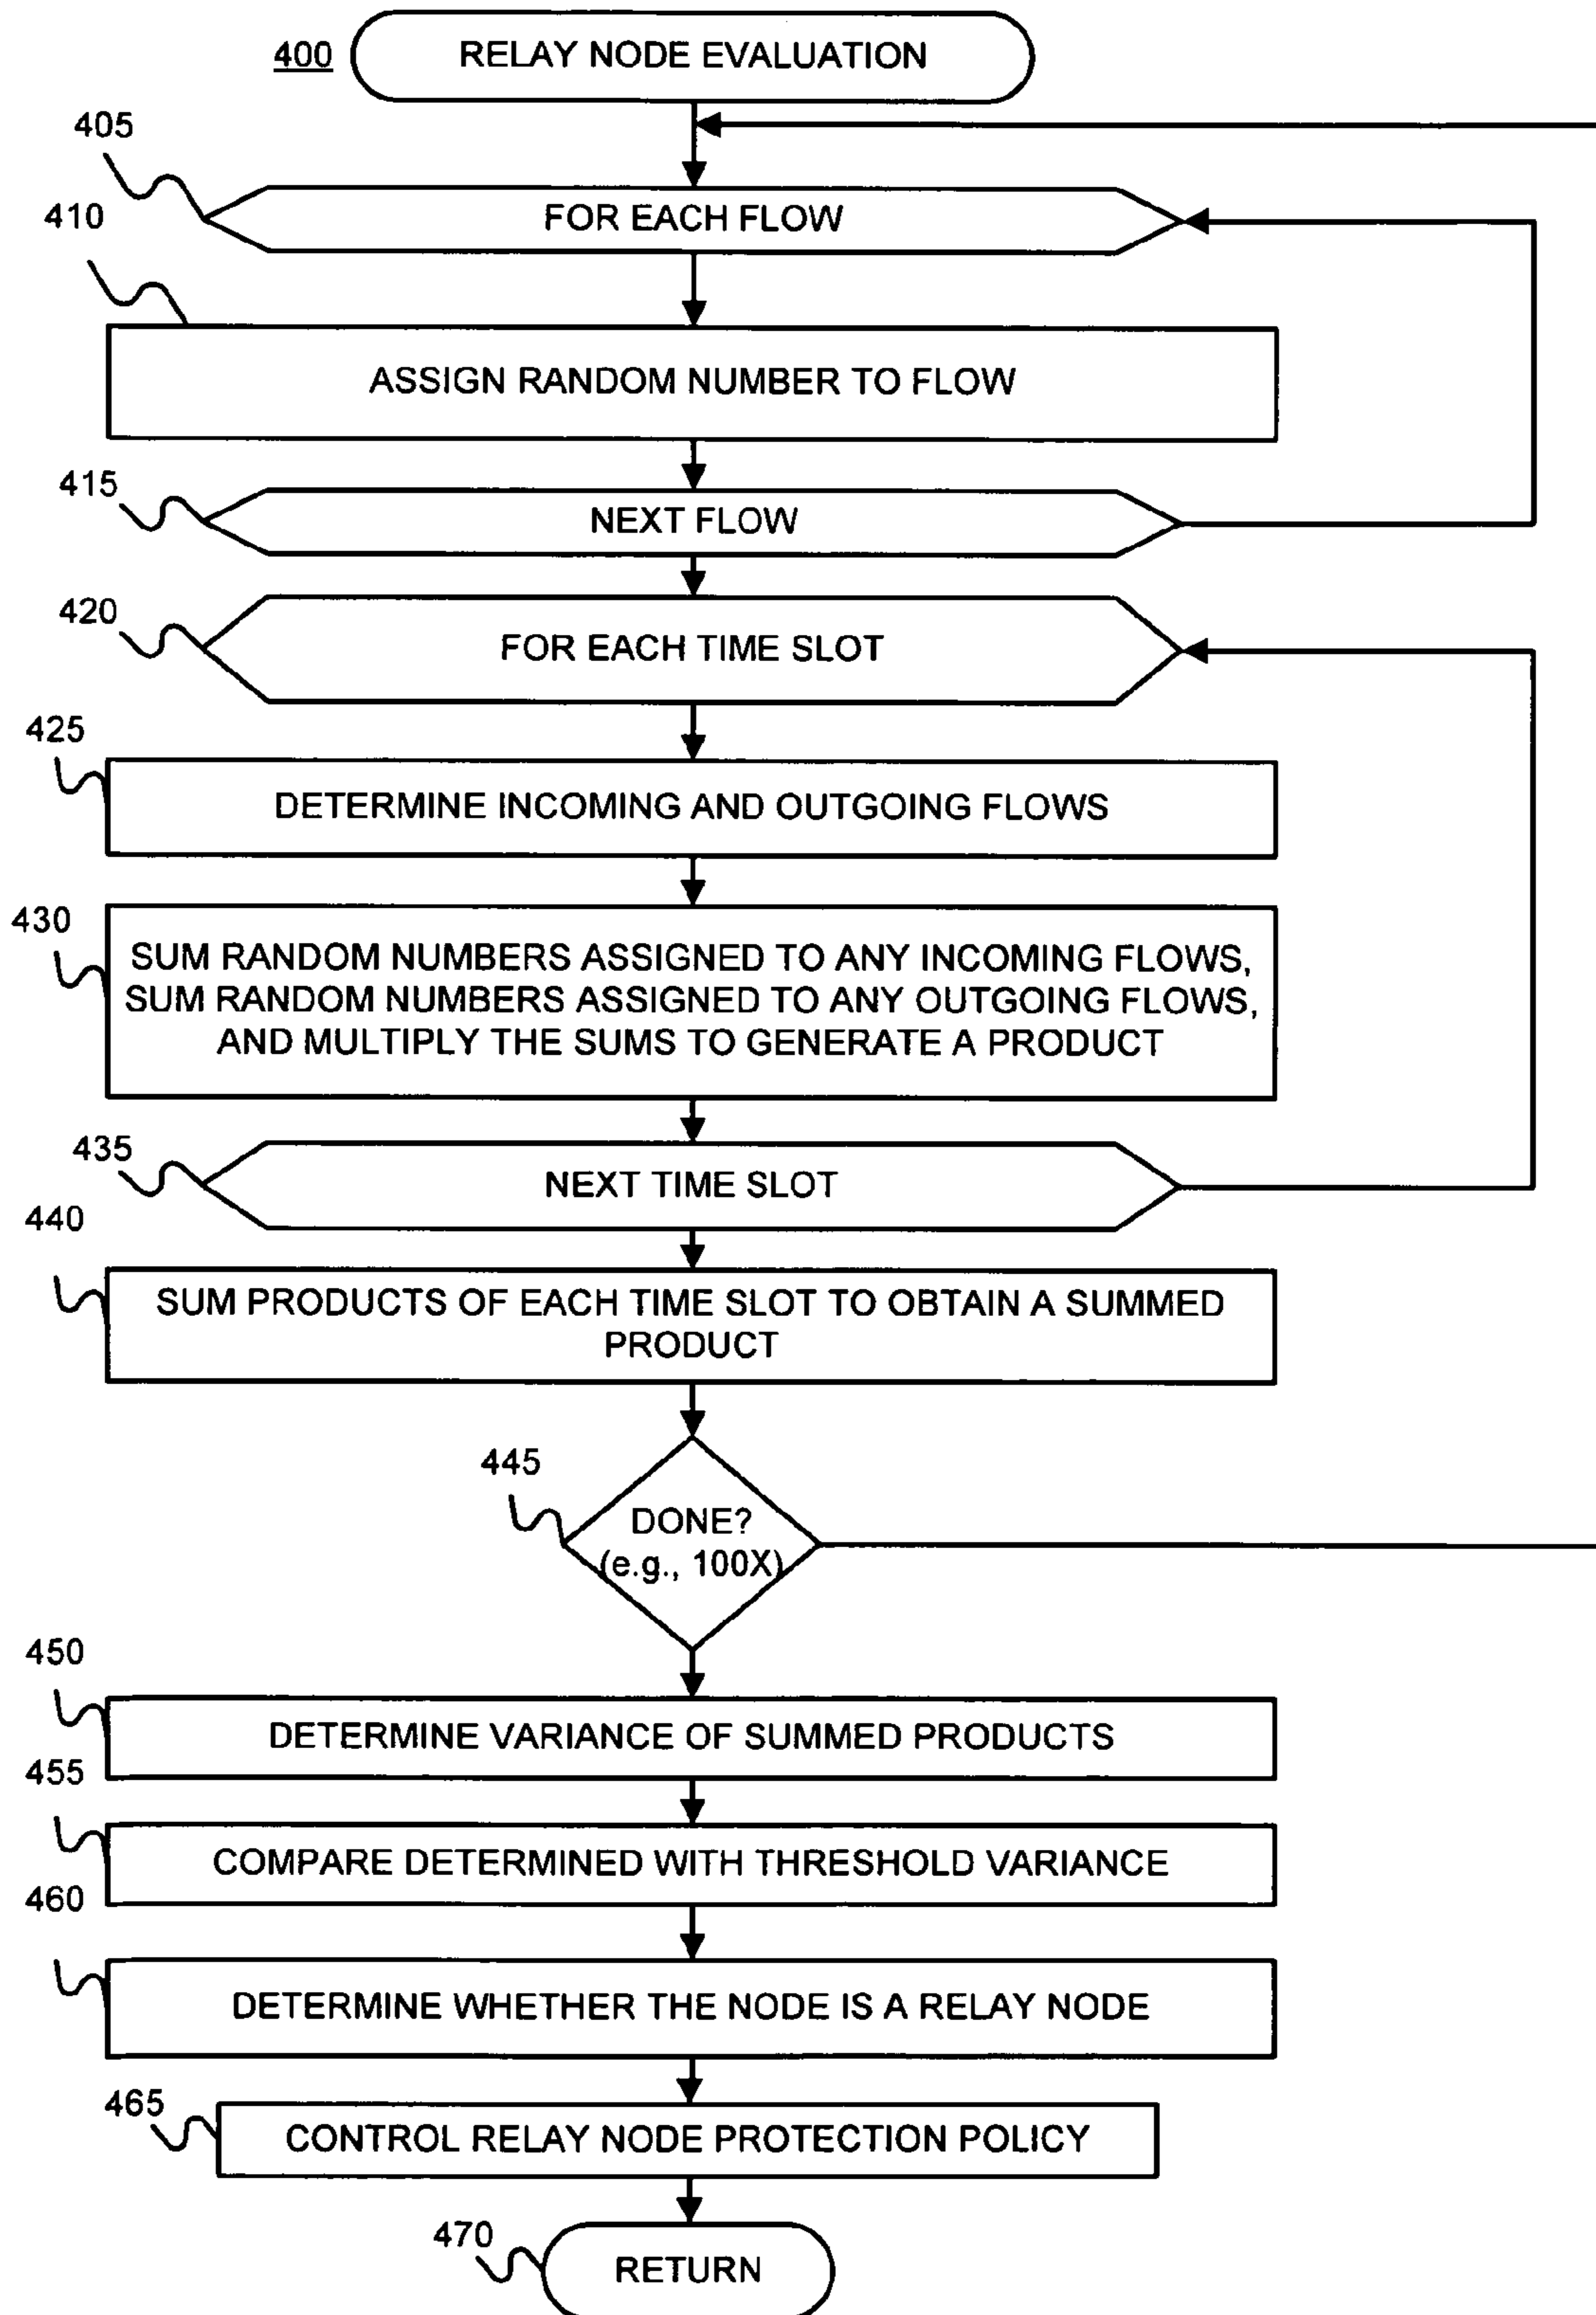 400
RELAY NODE EVALUATION
405
FOR EACH FLOW
410
ASSIGN RANDOM NUMBER TO FLOW
415
NEXT FLOW
420
FOR EACH TIME SLOT
425
DETERMINE INCOMING AND OUTGOING FLOWS
430
SUM RANDOM NUMBERS ASSIGNED TO ANY INCOMING FLOWS,
SUM RANDOM NUMBERS ASSIGNED TO ANY OUTGOING FLOWS,
AND MULTIPLY THE SUMS TO GENERATE A PRODUCT
435
NEXT TIME SLOT
440
SUM PRODUCTS OF EACH TIME SLOT TO OBTAIN A SUMMED
PRODUCT
445
DONE?
(e.g., 100X)
450
DETERMINE VARIANCE OF SUMMED PRODUCTS
455
COMPARE DETERMINED WITH THRESHOLD VARIANCE
460
DETERMINE WHETHER THE NODE IS A RELAY NODE
465
CONTROL RELAY NODE PROTECTION POLICY
470
RETURN